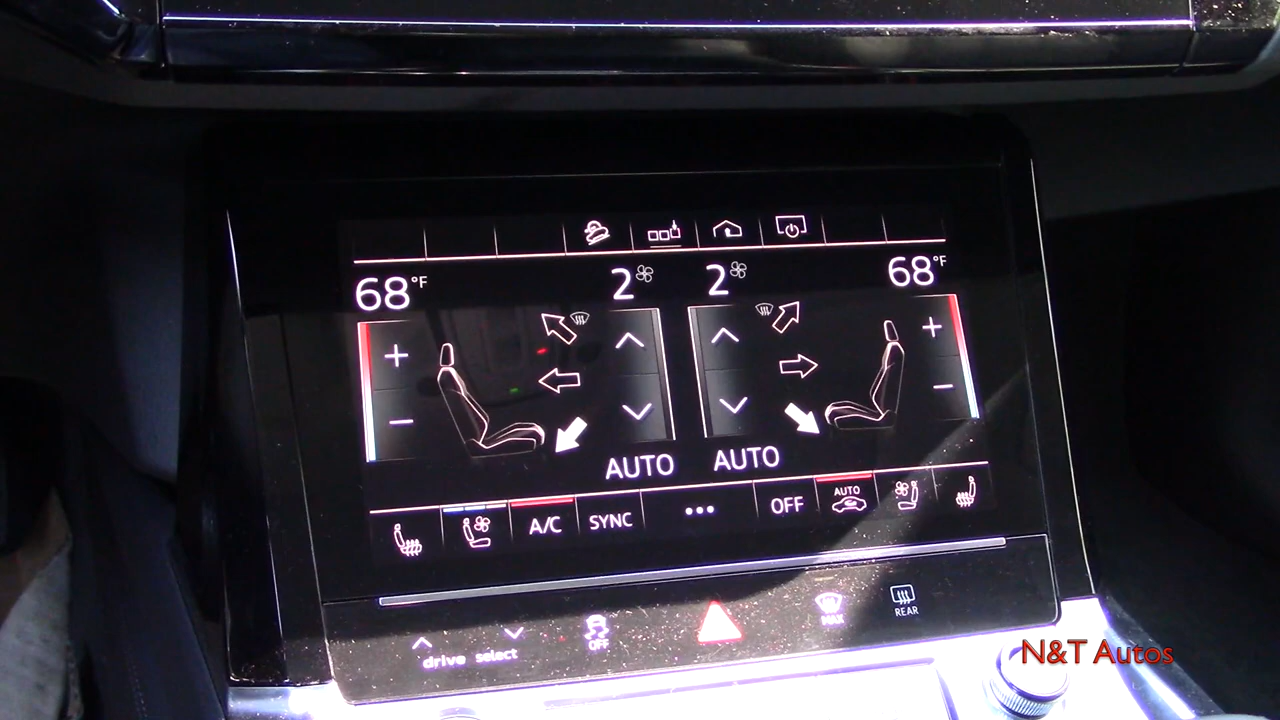 68°F 2 2 68°F
AUTO AUTO
A/C SYNC ... OFF AUTO
drive select OFF MAX REAR
N&T Autos